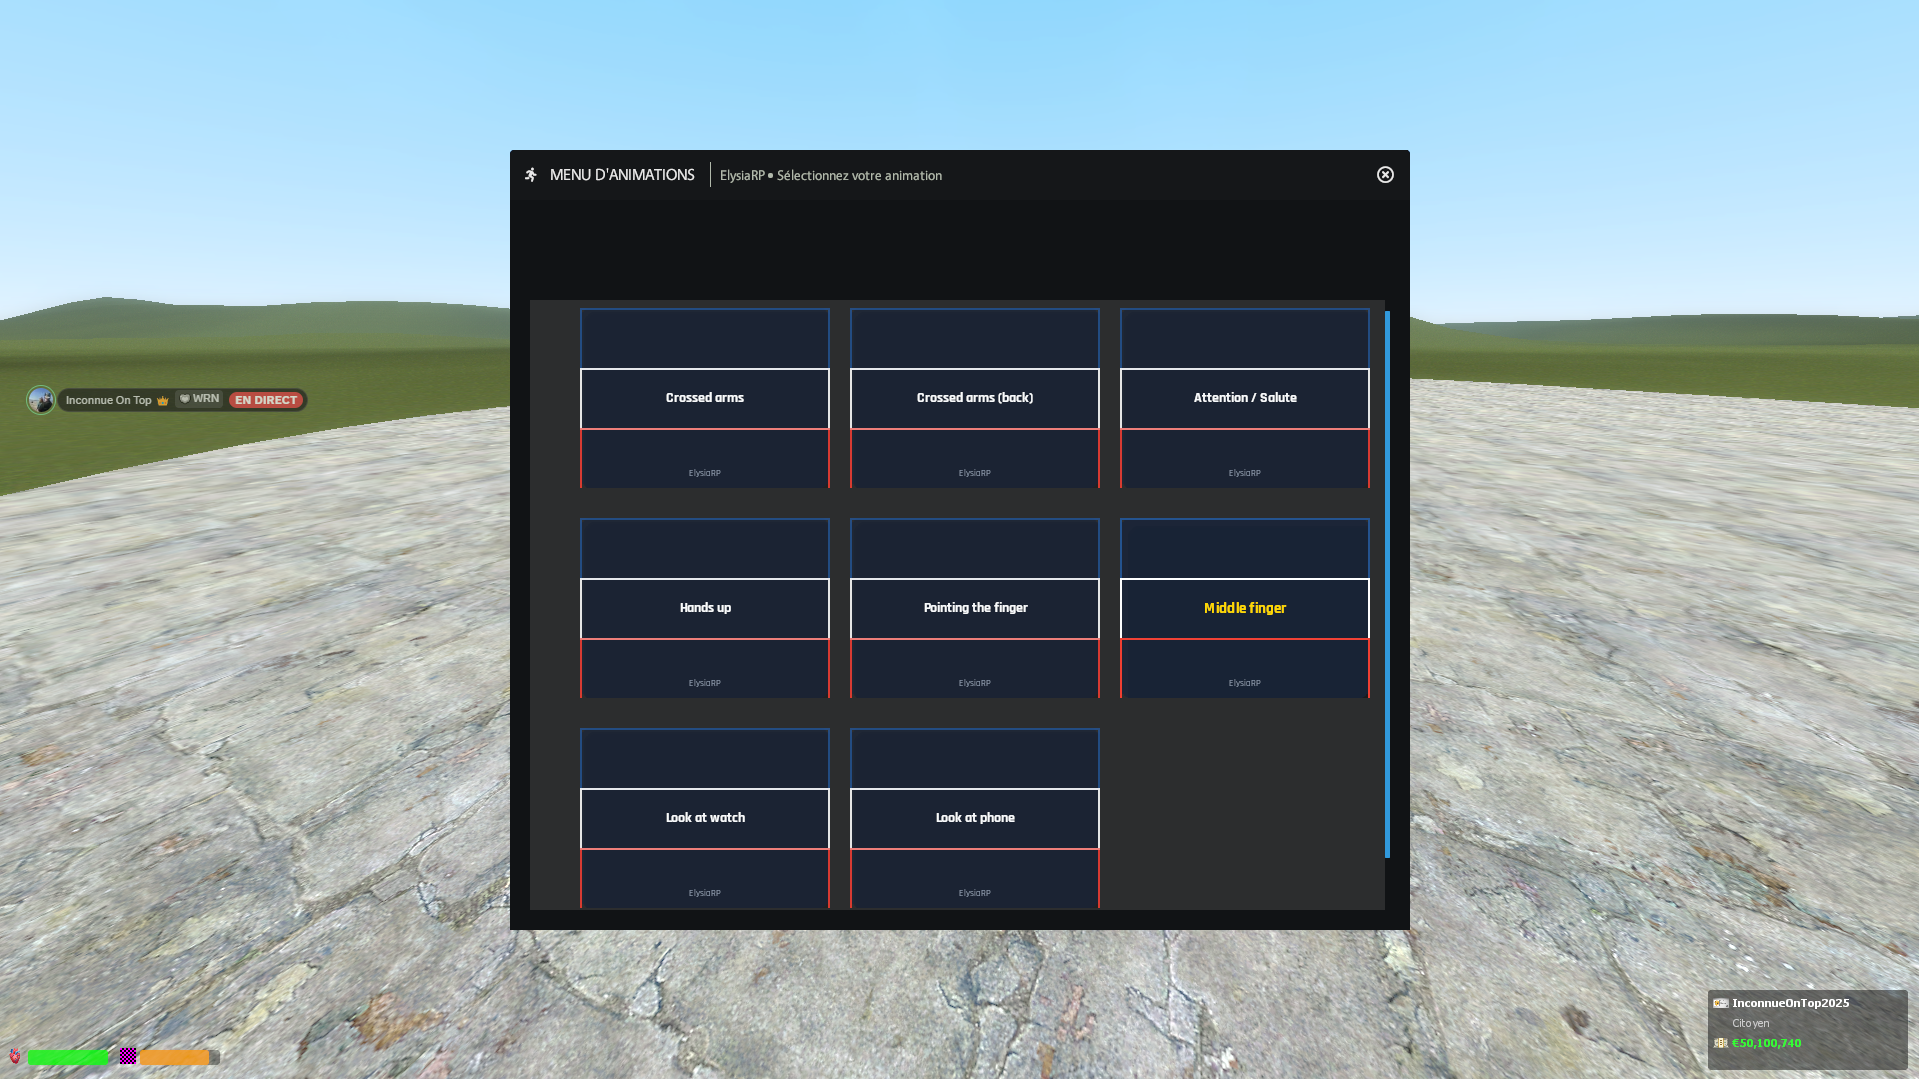 MENU D'ANIMATIONS
ElysiaRP • Sélectionnez votre animation
Crossed arms
ElysiaRP
Crossed arms (back)
ElysiaRP
Attention / Salute
ElysiaRP
Inconnue On Top
WRN
EN DIRECT
Hands up
ElysiaRP
Pointing the finger
ElysiaRP
Middle finger
ElysiaRP
Look at watch
ElysiaRP
Look at phone
ElysiaRP
InconnueOnTop2025
Citoyen
€50,100,740